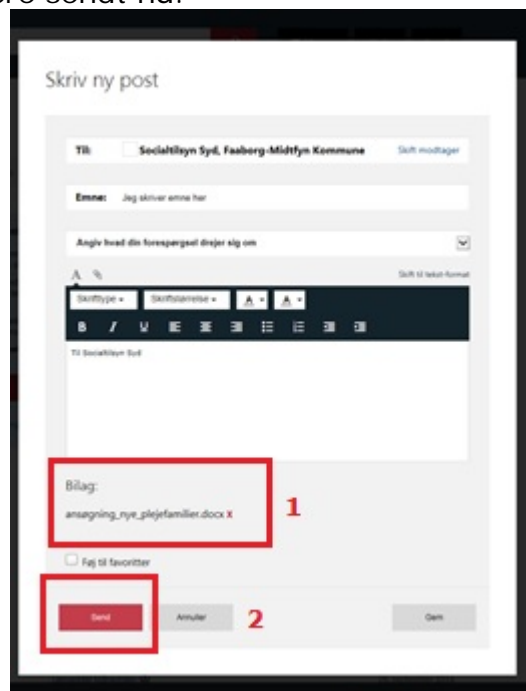 Skriv ny post
Til: Socialtilsyn Syd, Faaborg-Midtfyn Kommune Skift modtager
Emne: Jeg skriver emne her
Angiv hvad din forespørgsel drejer sig om
A Skift til tekst-format
Skrifttype Skriftstørrelse A A
B I U
Til Socialtilsyn Syd
Bilag:
ansøgning_nye_plejefamilier.docx x
1
Føj til favoritter
Send Annuller Gem
2